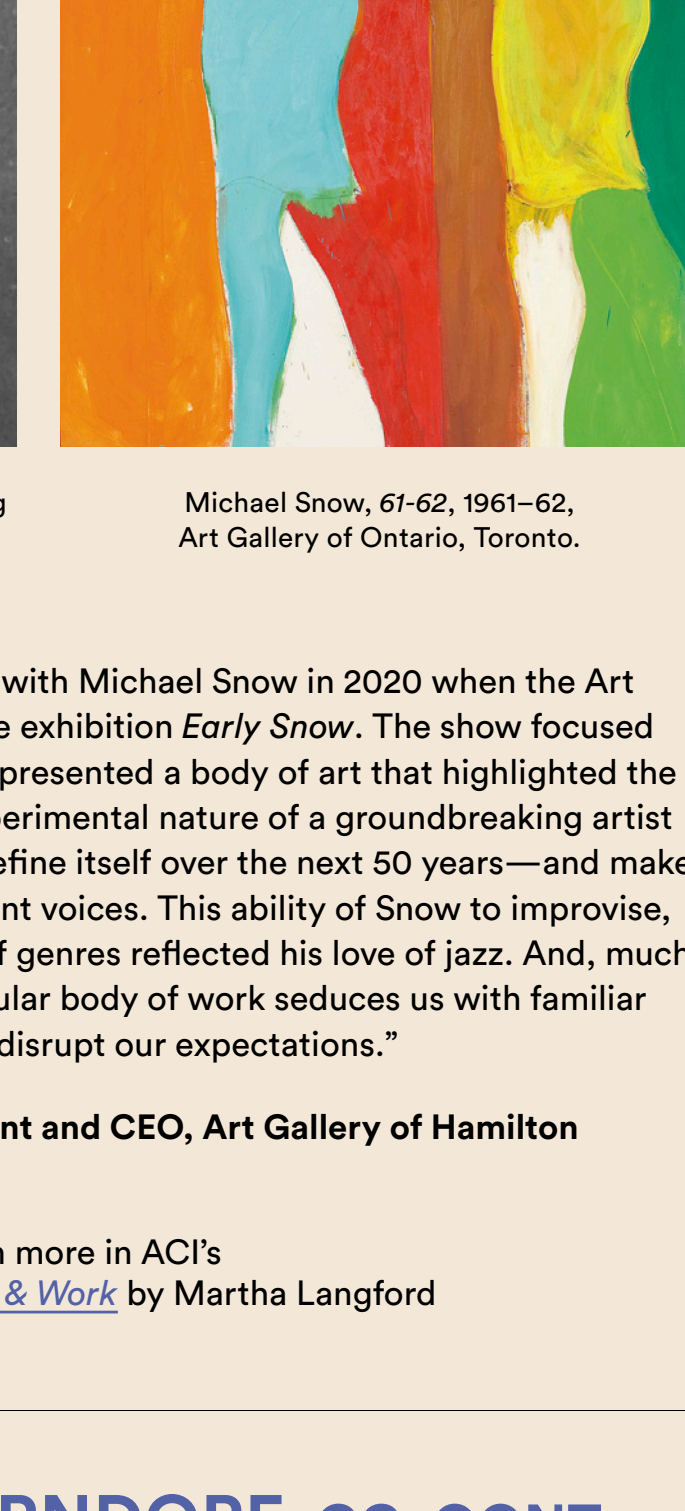 g
Michael Snow, 61-62, 1961–62,
Art Gallery of Ontario, Toronto.
with Michael Snow in 2020 when the Art
e exhibition Early Snow. The show focused
presented a body of art that highlighted the
perimental nature of a groundbreaking artist
efine itself over the next 50 years—and make
nt voices. This ability of Snow to improvise,
f genres reflected his love of jazz. And, much
ular body of work seduces us with familiar
disrupt our expectations.”
nt and CEO, Art Gallery of Hamilton
n more in ACI’s
& Work by Martha Langford